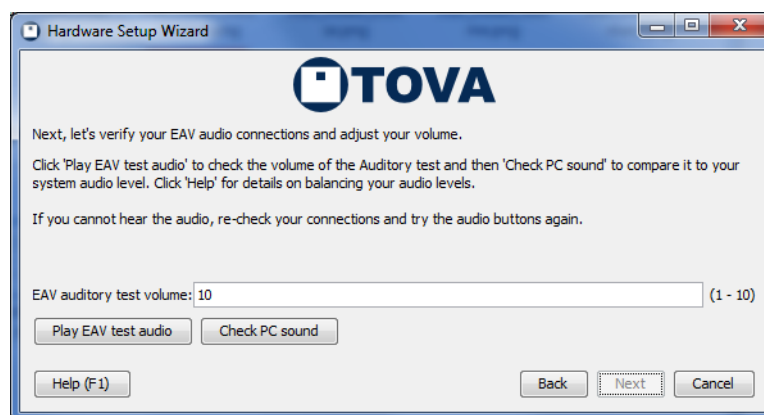 Hardware Setup Wizard
TOVA
Next, let's verify your EAV audio connections and adjust your volume.
Click 'Play EAV test audio' to check the volume of the Auditory test and then 'Check PC sound' to compare it to your
system audio level. Click 'Help' for details on balancing your audio levels.
If you cannot hear the audio, re-check your connections and try the audio buttons again.
EAV auditory test volume: 10 (1 - 10)
Play EAV test audio Check PC sound
Help (F1) Back Next Cancel